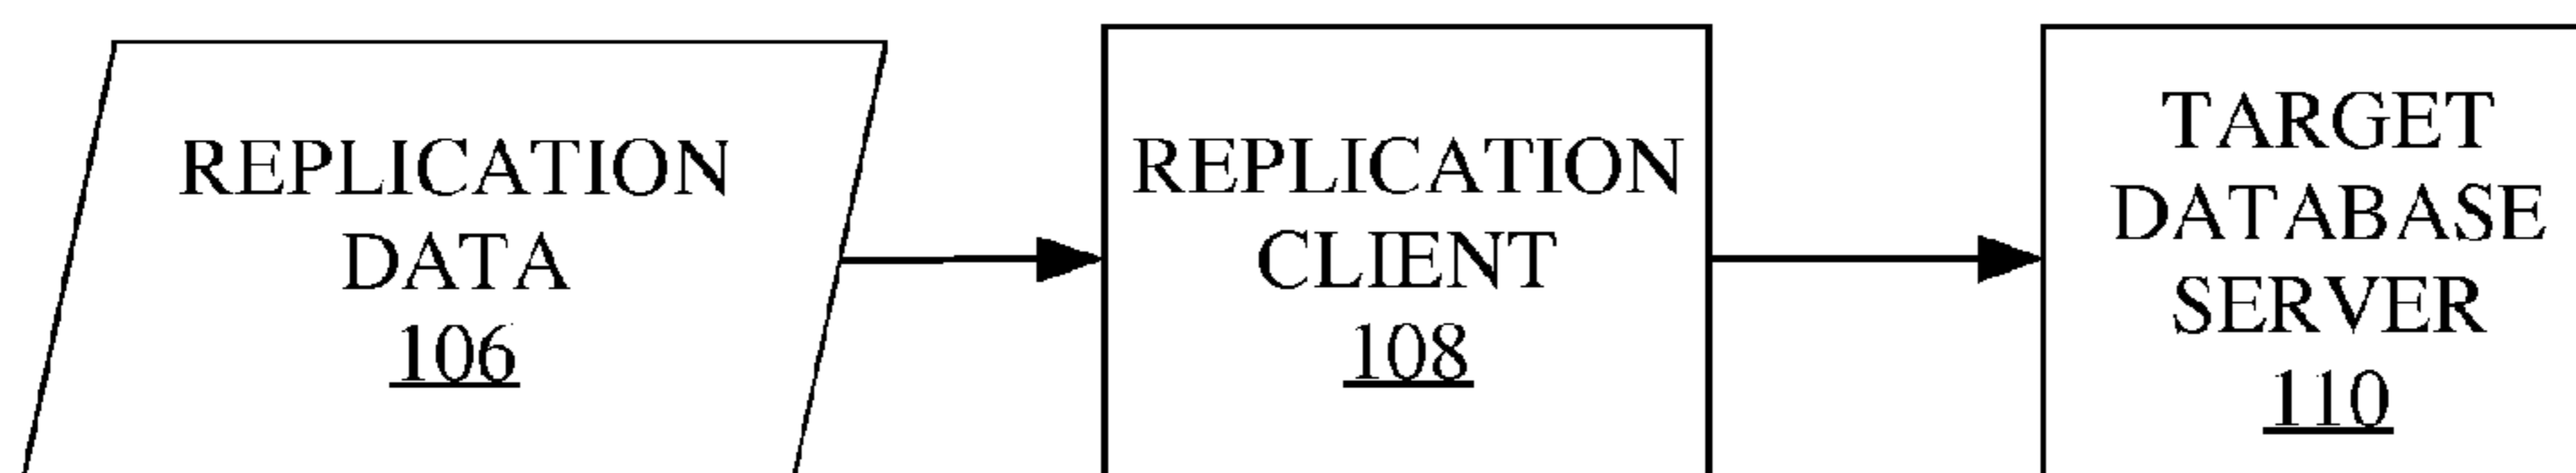 REPLICATION
DATA
106
REPLICATION
CLIENT
108
TARGET
DATABASE
SERVER
110